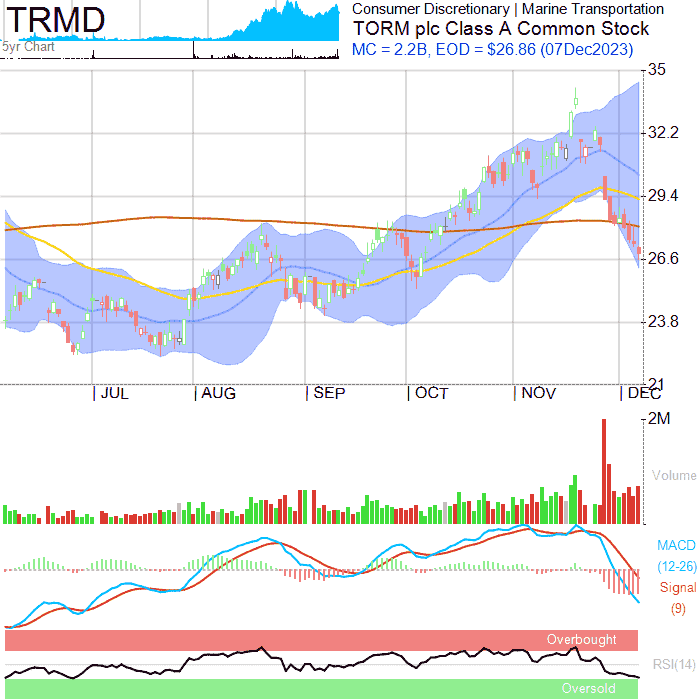 TRMD
5yr Chart
Consumer Discretionary | Marine Transportation
TORM plc Class A Common Stock
MC = 2.2B, EOD = $26.86 (07Dec2023)
35
32.2
29.4
26.6
23.8
21
JUL
AUG
SEP
OCT
NOV
DEC
2M
Volume
MACD
(12-26)
Signal
(9)
Overbought
RSI(14)
Oversold